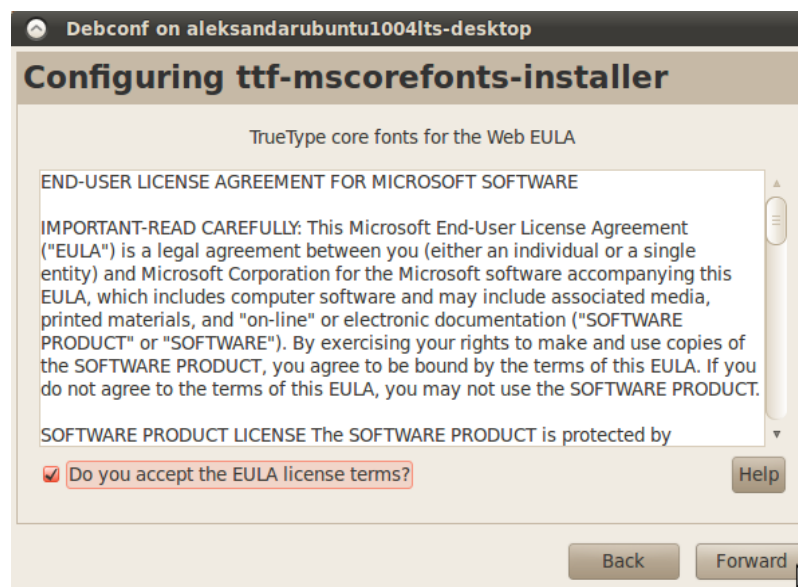 Debconf on aleksandarubuntu1004lts-desktop
Configuring ttf-mscorefonts-installer
TrueType core fonts for the Web EULA
END-USER LICENSE AGREEMENT FOR MICROSOFT SOFTWARE
IMPORTANT-READ CAREFULLY: This Microsoft End-User License Agreement
("EULA") is a legal agreement between you (either an individual or a single
entity) and Microsoft Corporation for the Microsoft software accompanying this
EULA, which includes computer software and may include associated media,
printed materials, and "on-line" or electronic documentation ("SOFTWARE
PRODUCT" or "SOFTWARE"). By exercising your rights to make and use copies of
the SOFTWARE PRODUCT, you agree to be bound by the terms of this EULA. If you
do not agree to the terms of this EULA, you may not use the SOFTWARE PRODUCT.
SOFTWARE PRODUCT LICENSE The SOFTWARE PRODUCT is protected by
Do you accept the EULA license terms?
Help
Back
Forward